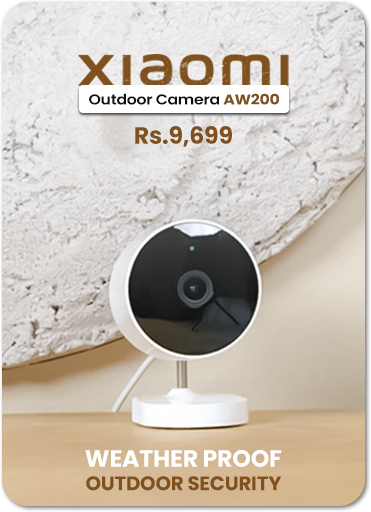 xiaomi
Outdoor Camera AW200
Rs.9,699
WEATHER PROOF
OUTDOOR SECURITY